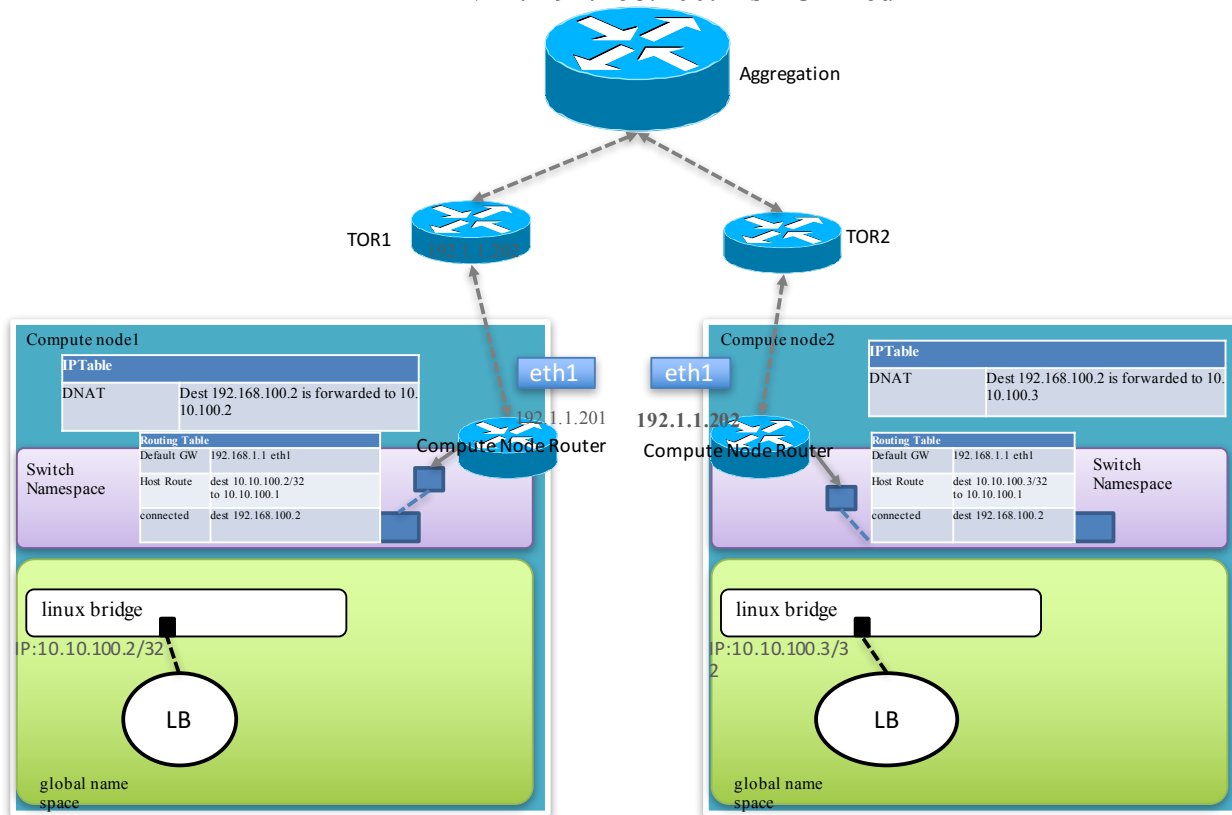 Aggregation
TOR1
192.1.1.202
TOR2
Compute node1
IPTable
DNAT
Dest 192.168.100.2 is forwarded to 10.
10.100.2
eth1
192.1.1.201
Compute Node Router
Switch
Namespace
Routing Table
Default GW
192.168.1.1 eth1
Host Route
dest 10.10.100.2/32
to 10.10.100.1
connected
dest 192.168.100.2
linux bridge
IP:10.10.100.2/32
LB
global name
space
Compute node2
IPTable
DNAT
Dest 192.168.100.2 is forwarded to 10.
10.100.3
eth1
192.1.1.202
Compute Node Router
Routing Table
Default GW
192.168.1.1 eth1
Host Route
dest 10.10.100.3/32
to 10.10.100.1
connected
dest 192.168.100.2
Switch
Namespace
linux bridge
IP:10.10.100.3/3
2
LB
global name
space